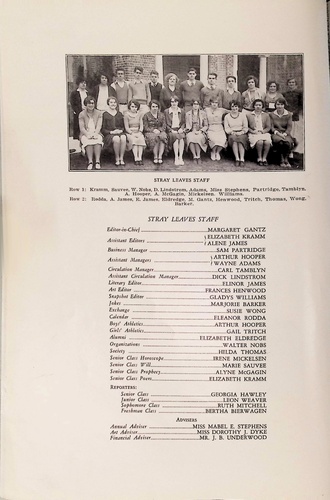 STRAY LEAVES STAFF
Row 1: Kramm, Sauvee, W. Nobs, D. Lindstrom, Adams, Miss Stephens, Partridge, Tamblyn,
A. Hooper, A. McGagin, Mickelsen, Williams.
Row 2: Rodda, A. James, E. James, Eldredge, M. Gantz, Henwood, Tritch, Thomas, Wong,
Barker.
STRAY LEAVES STAFF
Editor-in-Chief MARGARET GANTZ
Assistant Editors { ELIZABETH KRAMM
{ ALENE JAMES
Business Manager SAM PARTRIDGE
Assistant Managers { ARTHUR HOOPER
{ WAYNE ADAMS
Circulation Manager CARL TAMBLYN
Assistant Circulation Manager DICK LINDSTROM
Literary Editor ELINOR JAMES
Art Editor FRANCES HENWOOD
Snapshot Editor GLADYS WILLIAMS
Jokes MARJORIE BARKER
Exchange SUSIE WONG
Calendar ELEANOR RODDA
Boys' Athletics ARTHUR HOOPER
Girls' Athletics GAIL TRITCH
Alumni ELIZABETH ELDREDGE
Organizations WALTER NOBS
Society HELDA THOMAS
Senior Class Horoscope IRENE MICKELSEN
Senior Class Will MARIE SAUVEE
Senior Class Prophecy ALYNE McGAGIN
Senior Class Poem ELIZABETH KRAMM
REPORTERS:
Senior Class GEORGIA HAWLEY
Junior Class LEON WEAVER
Sophomore Class RUTH MITCHELL
Freshman Class BERTHA BIERWAGEN
ADVISERS
Annual Adviser MISS MABEL E. STEPHENS
Art Adviser MISS DOROTHY J. DYKE
Financial Adviser MR. J. B. UNDERWOOD